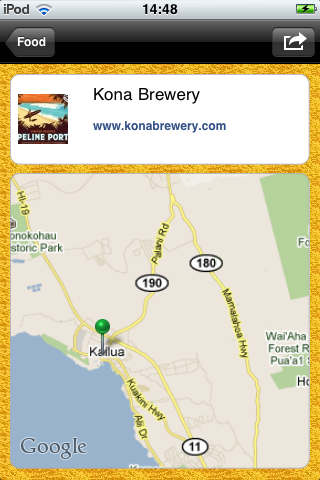 iPod 14:48
Food
Kona Brewery
PELINE PORT
www.konabrewery.com
HI-19
onokohau
istoric Park
Palani Rd
190
180
Mamalahoa Hwy
Fo
Wai'Aha
Forest R
Pua'a1 S
Kailua
Kuakini Hwy
Alii Dr
11
Google